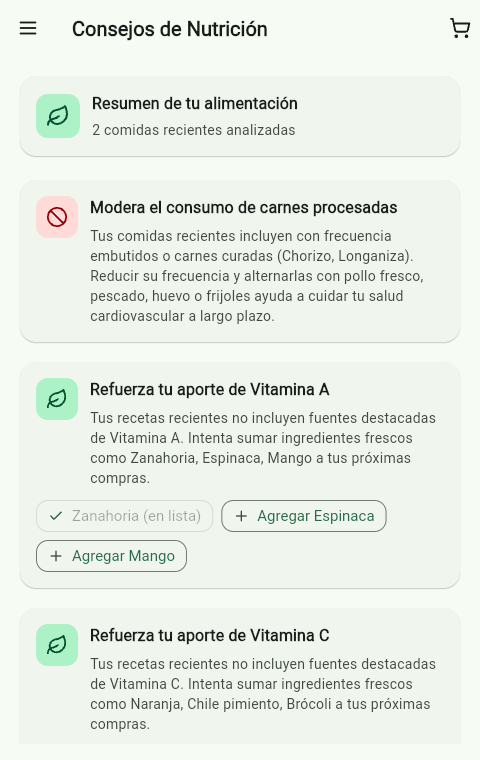 Consejos de Nutrición
Resumen de tu alimentación
2 comidas recientes analizadas
Modera el consumo de carnes procesadas
Tus comidas recientes incluyen con frecuencia
embutidos o carnes curadas (Chorizo, Longaniza).
Reducir su frecuencia y alternarlas con pollo fresco,
pescado, huevo o frijoles ayuda a cuidar tu salud
cardiovascular a largo plazo.
Refuerza tu aporte de Vitamina A
Tus recetas recientes no incluyen fuentes destacadas
de Vitamina A. Intenta sumar ingredientes frescos
como Zanahoria, Espinaca, Mango a tus próximas
compras.
Zanahoria (en lista) Agregar Espinaca
Agregar Mango
Refuerza tu aporte de Vitamina C
Tus recetas recientes no incluyen fuentes destacadas
de Vitamina C. Intenta sumar ingredientes frescos
como Naranja, Chile pimiento, Brócoli a tus próximas
compras.